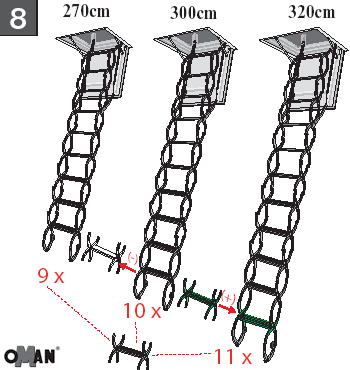 8
270cm 300cm 320cm
(-)
(+)
9 x
10 x
11 x
OMAN®